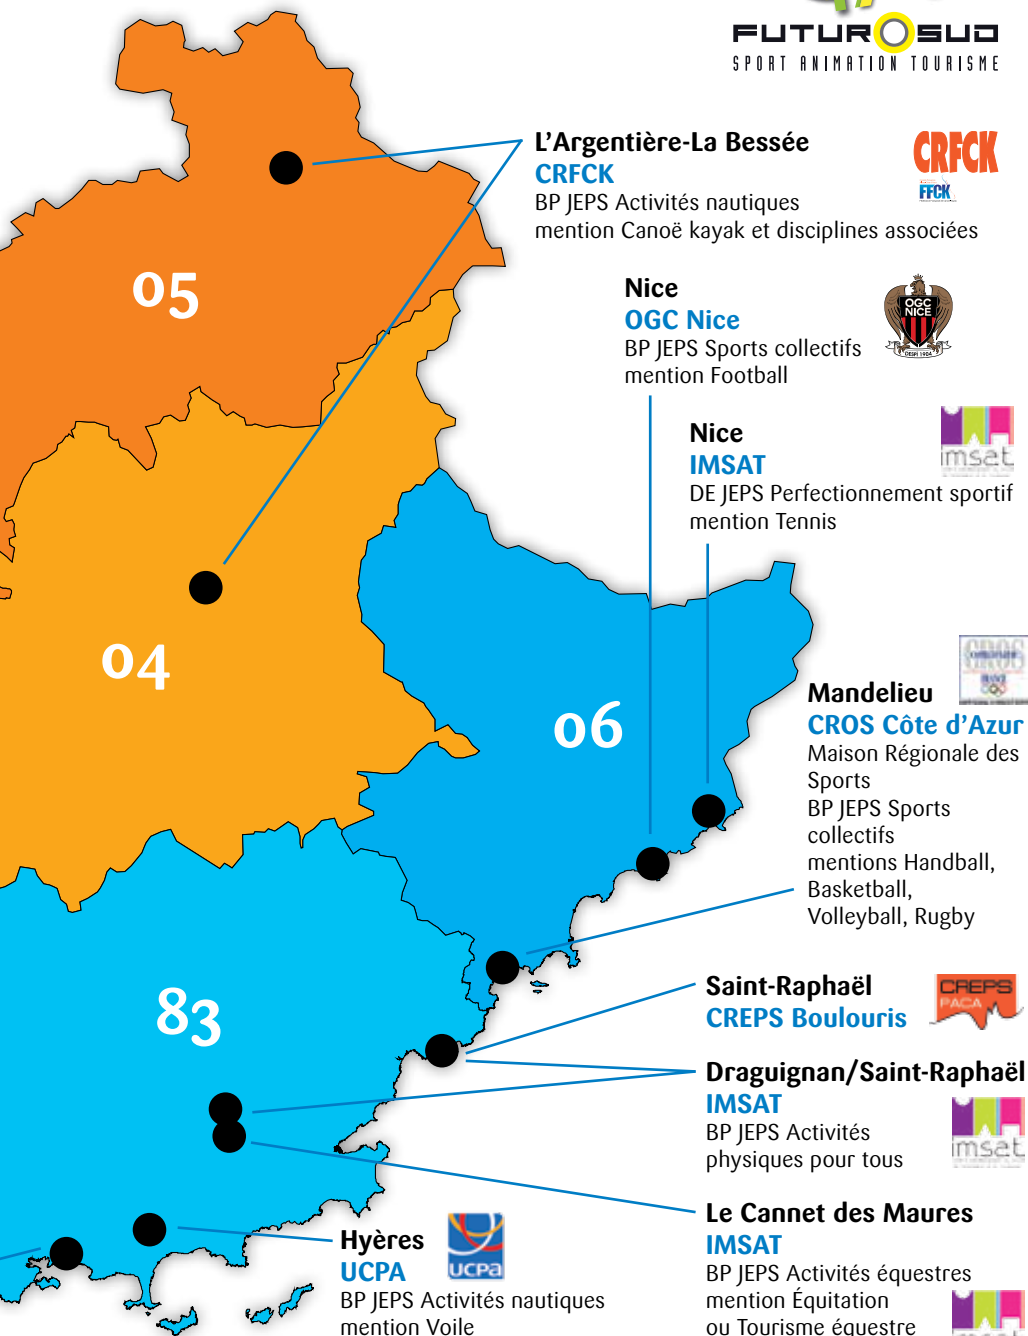 FUTUROSUD
SPORT ANIMATION TOURISME
L'Argentière-La Bessée
CRFCK
BP JEPS Activités nautiques
mention Canoë kayak et disciplines associées
CRFCK
FFCK
05
Nice
OGC Nice
BP JEPS Sports collectifs
mention Football
OGC
NICE
DEPUIS 1904
Nice
IMSAT
DE JEPS Perfectionnement sportif
mention Tennis
imsat
04
06
Mandelieu
CROS Côte d'Azur
Maison Régionale des
Sports
BP JEPS Sports
collectifs
mentions Handball,
Basketball,
Volleyball, Rugby
CROS
FRANCE
83
Saint-Raphaël
CREPS Boulouris
CREPS
PACA
Draguignan/Saint-Raphaël
IMSAT
BP JEPS Activités
physiques pour tous
imsat
Le Cannet des Maures
IMSAT
BP JEPS Activités équestres
mention Équitation
ou Tourisme équestre
Hyères
UCPA
BP JEPS Activités nautiques
mention Voile
UCPA